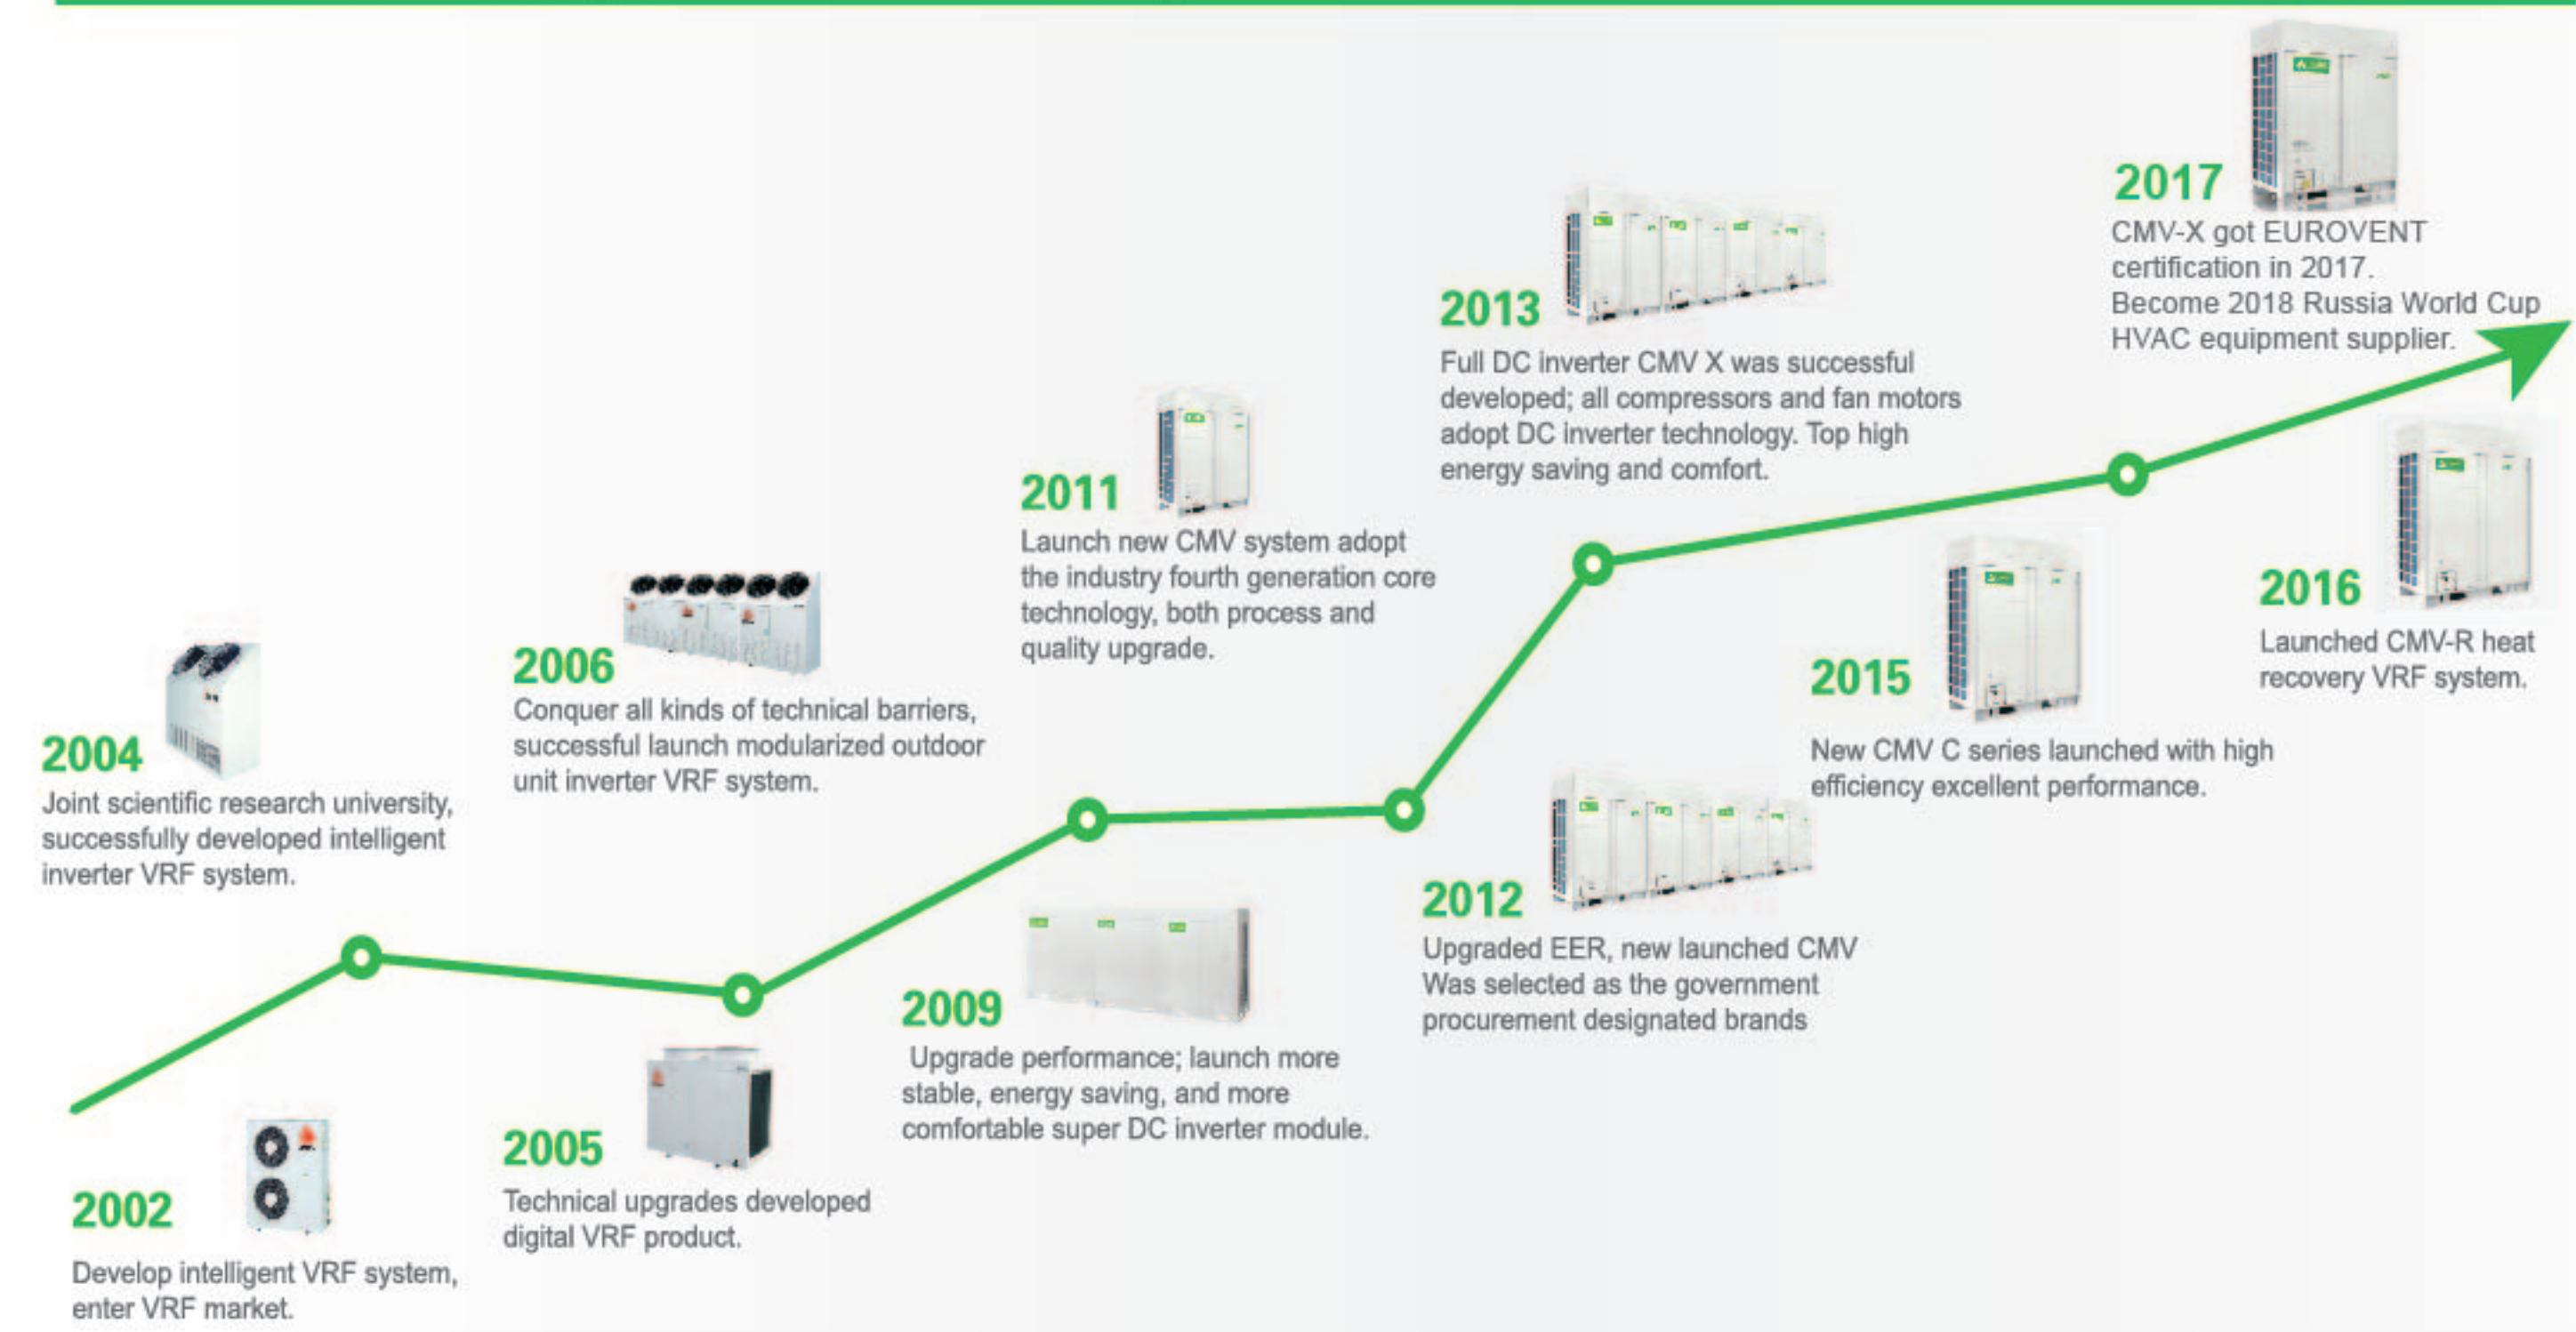 2017
CMV-X got EUROVENT
certification in 2017.
Become 2018 Russia World Cup
HVAC equipment supplier.
2013
Full DC inverter CMV X was successful
developed; all compressors and fan motors
adopt DC inverter technology. Top high
energy saving and comfort.
2011
Launch new CMV system adopt
the industry fourth generation core
technology, both process and
quality upgrade.
2016
Launched CMV-R heat
recovery VRF system.
2006
Conquer all kinds of technical barriers,
successful launch modularized outdoor
unit inverter VRF system.
2015
New CMV C series launched with high
efficiency excellent performance.
2004
Joint scientific research university,
successfully developed intelligent
inverter VRF system.
2012
Upgraded EER, new launched CMV
Was selected as the government
procurement designated brands
2009
Upgrade performance; launch more
stable, energy saving, and more
comfortable super DC inverter module.
2005
Technical upgrades developed
digital VRF product.
2002
Develop intelligent VRF system,
enter VRF market.